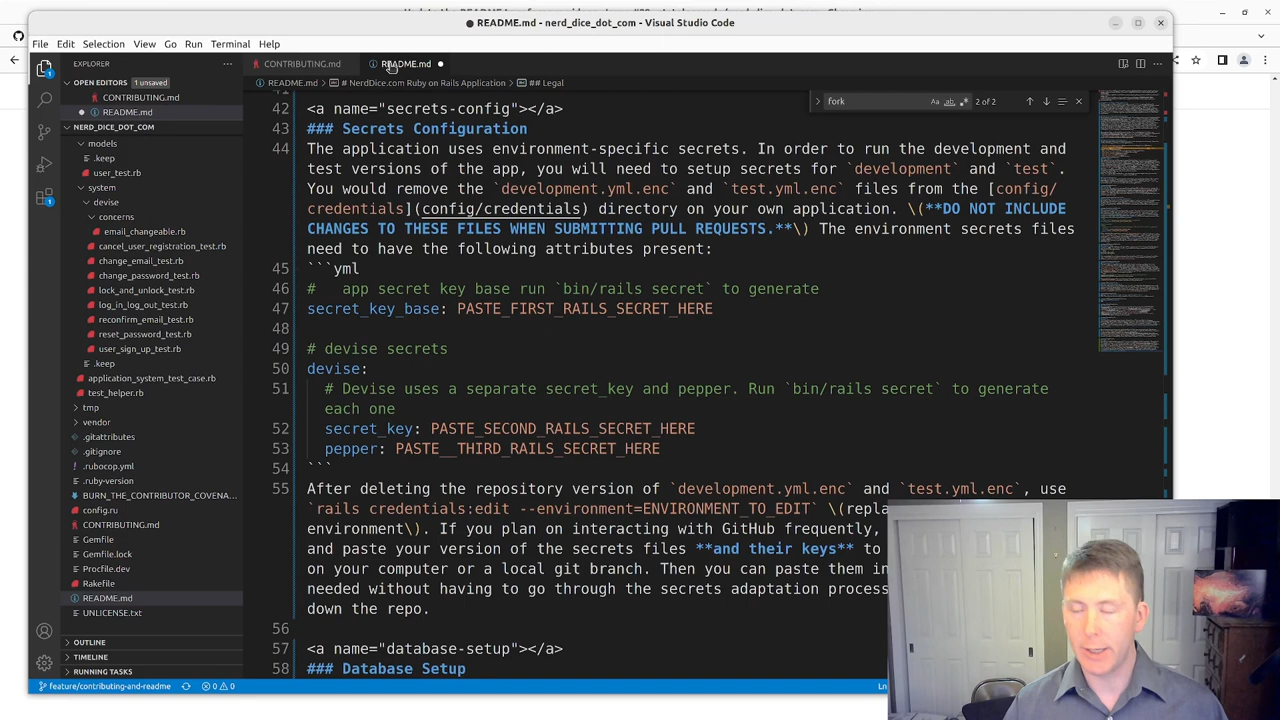 README.md - nerd_dice_dot_com - Visual Studio Code
File Edit Selection View Go Run Terminal Help
EXPLORER
CONTRIBUTING.md
README.md
OPEN EDITORS 1 unsaved
README.md > # NerdDice.com Ruby on Rails Application > ## Legal
CONTRIBUTING.md
README.md
NERD_DICE_DOT_COM
models
.keep
user_test.rb
system
devise
concerns
email_changeable.rb
cancel_user_registration_test.rb
change_email_test.rb
change_password_test.rb
lock_and_unlock_test.rb
log_in_log_out_test.rb
reconfirm_email_test.rb
reset_password_test.rb
user_sign_up_test.rb
.keep
application_system_test_case.rb
test_helper.rb
tmp
vendor
.gitattributes
.gitignore
.rubocop.yml
.ruby-version
BURN_THE_CONTRIBUTOR_COVENA...
config.ru
CONTRIBUTING.md
Gemfile
Gemfile.lock
Procfile.dev
Rakefile
README.md
UNLICENSE.txt
OUTLINE
TIMELINE
RUNNING TASKS
fork Aa ab 2 of 2
41
42 <a name="secrets-config"></a>
43 ### Secrets Configuration
44 The application uses environment-specific secrets. In order to run the development and
test versions of the app, you will need to setup secrets for `development` and `test`.
You would remove the `development.yml.enc` and `test.yml.enc` files from the [config/
credentials](config/credentials) directory on your own application. \(**DO NOT INCLUDE
CHANGES TO THESE FILES WHEN SUBMITTING PULL REQUESTS.**\) The environment secrets files
need to have the following attributes present:
45 ```yml
46 # app secret key base run `bin/rails secret` to generate
47 secret_key_base: PASTE_FIRST_RAILS_SECRET_HERE
48
49 # devise secrets
50 devise:
51 # Devise uses a separate secret_key and pepper. Run `bin/rails secret` to generate
each one
52 secret_key: PASTE_SECOND_RAILS_SECRET_HERE
53 pepper: PASTE__THIRD_RAILS_SECRET_HERE
54 ```
55 After deleting the repository version of `development.yml.enc` and `test.yml.enc`, use
`rails credentials:edit --environment=ENVIRONMENT_TO_EDIT` \(repla
environment\). If you plan on interacting with GitHub frequently,
and paste your version of the secrets files **and their keys** to
on your computer or a local git branch. Then you can paste them in
needed without having to go through the secrets adaptation process
down the repo.
56
57 <a name="database-setup"></a>
58 ### Database Setup
feature/contributing-and-readme 0 0 Ln